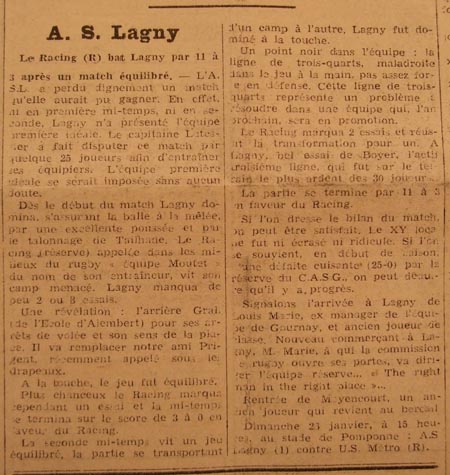 A. S. Lagny
Le Racing (R) bat Lagny par 11 à
3 après un match équilibré. — L'A.
S.L. a perdu dignement un match
qu'elle aurait pu gagner. En effet,
ni en première mi-temps, ni en se-
conde, Lagny n'a présenté l'équipe
première idéale. Le capitaine
a fait disputer ce match par
quelque 25 joueurs afin d'entraîner
ses équipiers. L'équipe première
idéale se serait imposée sans aucun
doute.
Dès le début du match Lagny do-
mina, s'assurant la balle à la mêlée,
par une excellente poussée et par
le talonnage de Tailhade. Le Ra-
cing (réserve) appelée dans les mi-
lieux du rugby « équipe Moutet »
du nom de son entraîneur, vit son
camp menacé. Lagny manqua de
peu 2 ou 3 essais.
Une révélation : l'arrière Gral,
(de l'Ecole d'Alembert) pour ses ar-
rêts de volée et son sens de la pla-
ce. Il va remplacer notre ami Pri-
gent, récemment appelé sous les
drapeaux.
A la touche, le jeu fut équilibré.
Plus chanceux le Racing marqua
cependant un essai et la mi-temps
se termina sur le score de 3 à 0 en
faveur du Racing.
La seconde mi-temps vit un jeu
équilibré, la partie se transportant
d'un camp à l'autre, Lagny fut do-
miné à la touche.
Un point noir dans l'équipe : la
ligne de trois-quarts, maladroite
dans le jeu à la main, pas assez for-
te en défense. Cette ligne de trois-
quarts représente un problème à
résoudre dans une équipe qui, l'an
prochain, sera en promotion.
Le Racing marqua 2 essais, et réus-
sit la transformation pour un. A
Lagny, bel essai de Boyer, l'actif
troisième ligne, qui fut sur le ter-
rain le plus ardent des 30 joueurs.
La partie se termine par 11 à 3
en faveur du Racing.
Si l'on dresse le bilan du match,
on peut être satisfait. Le XV local
ne fut ni écrasé ni ridicule. Si l'on
se souvient, en début de saison,
une défaite cuisante (25-0) par la
réserve du C.A.S.G., on peut
qu'il y a progrès.
Signalons l'arrivée à Lagny de
Louis Marie, ex manager de l'équi-
pe de Gournay, et ancien joueur de
classe. Nouveau commerçant à La-
gny, M. Marie, à qui la commission
de rugby ouvre ses portes, va diri-
ger l'équipe réserve... « The right
man in the right place »...
Rentrée de Mayencourt, un an-
cien joueur qui revient au bercail
Dimanche 23 janvier, à 15 heu-
res, au stade de Pomponne : A.S
Lagny (1) contre U.S. Métro (R).